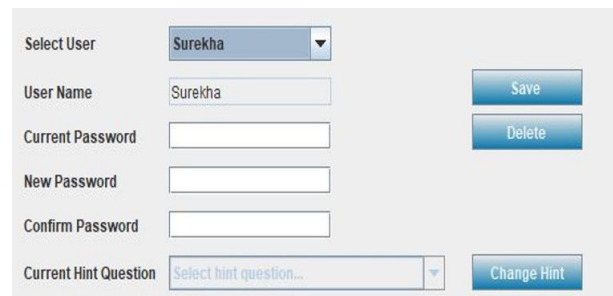 Select User Surekha
User Name Surekha Save
Current Password Delete
New Password
Confirm Password
Current Hint Question Select hint question... Change Hint